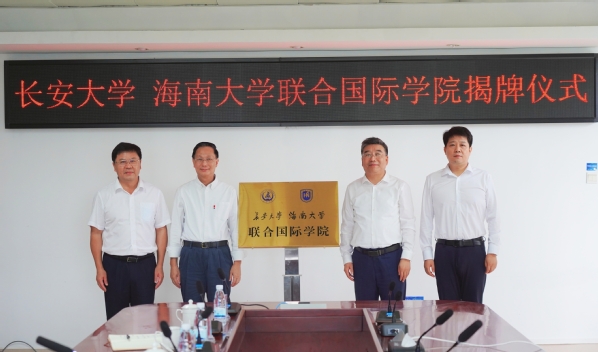 长安大学 海南大学联合国际学院揭牌仪式
长安大学 海南大学
联合国际学院